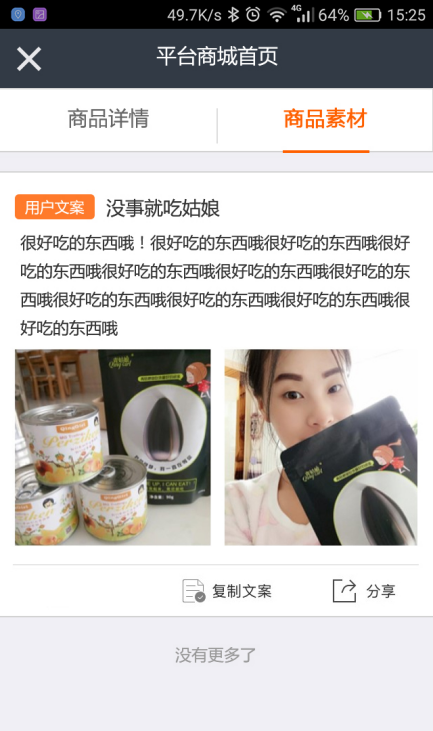 49.7K/s 4G 64% 15:25
平台商城首页
商品详情 商品素材
用户文案 没事就吃姑娘
很好吃的东西哦！很好吃的东西哦很好吃的东西哦很好
吃的东西哦很好吃的东西哦很好吃的东西哦很好吃的东
西哦很好吃的东西哦很好吃的东西哦很好吃的东西哦很
好吃的东西哦
UP, I CAN EAT!
复制文案 分享
没有更多了